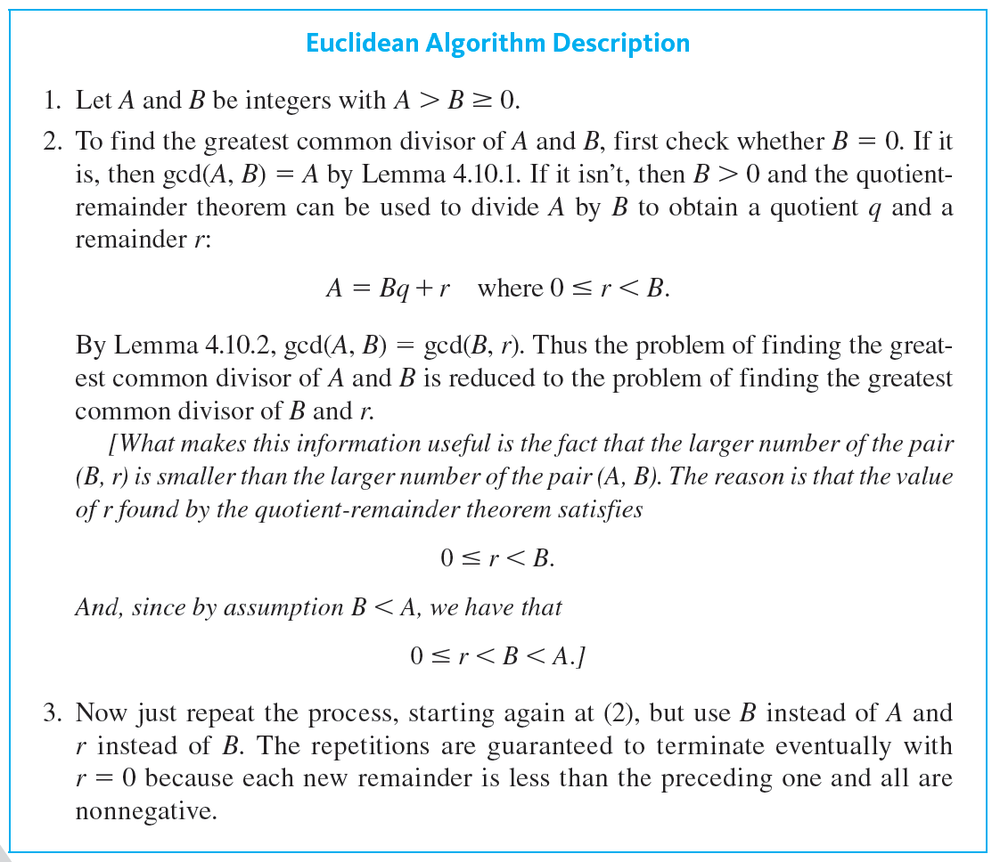 Euclidean Algorithm Description
1. Let A and B be integers with A > B ≥ 0.
2. To find the greatest common divisor of A and B, first check whether B = 0. If it
is, then gcd(A, B) = A by Lemma 4.10.1. If it isn’t, then B > 0 and the quotient-
remainder theorem can be used to divide A by B to obtain a quotient q and a
remainder r:
A = Bq + r where 0 ≤ r < B.
By Lemma 4.10.2, gcd(A, B) = gcd(B, r). Thus the problem of finding the great-
est common divisor of A and B is reduced to the problem of finding the greatest
common divisor of B and r.
[What makes this information useful is the fact that the larger number of the pair
(B, r) is smaller than the larger number of the pair (A, B). The reason is that the value
of r found by the quotient-remainder theorem satisfies
0 ≤ r < B.
And, since by assumption B < A, we have that
0 ≤ r < B < A.]
3. Now just repeat the process, starting again at (2), but use B instead of A and
r instead of B. The repetitions are guaranteed to terminate eventually with
r = 0 because each new remainder is less than the preceding one and all are
nonnegative.